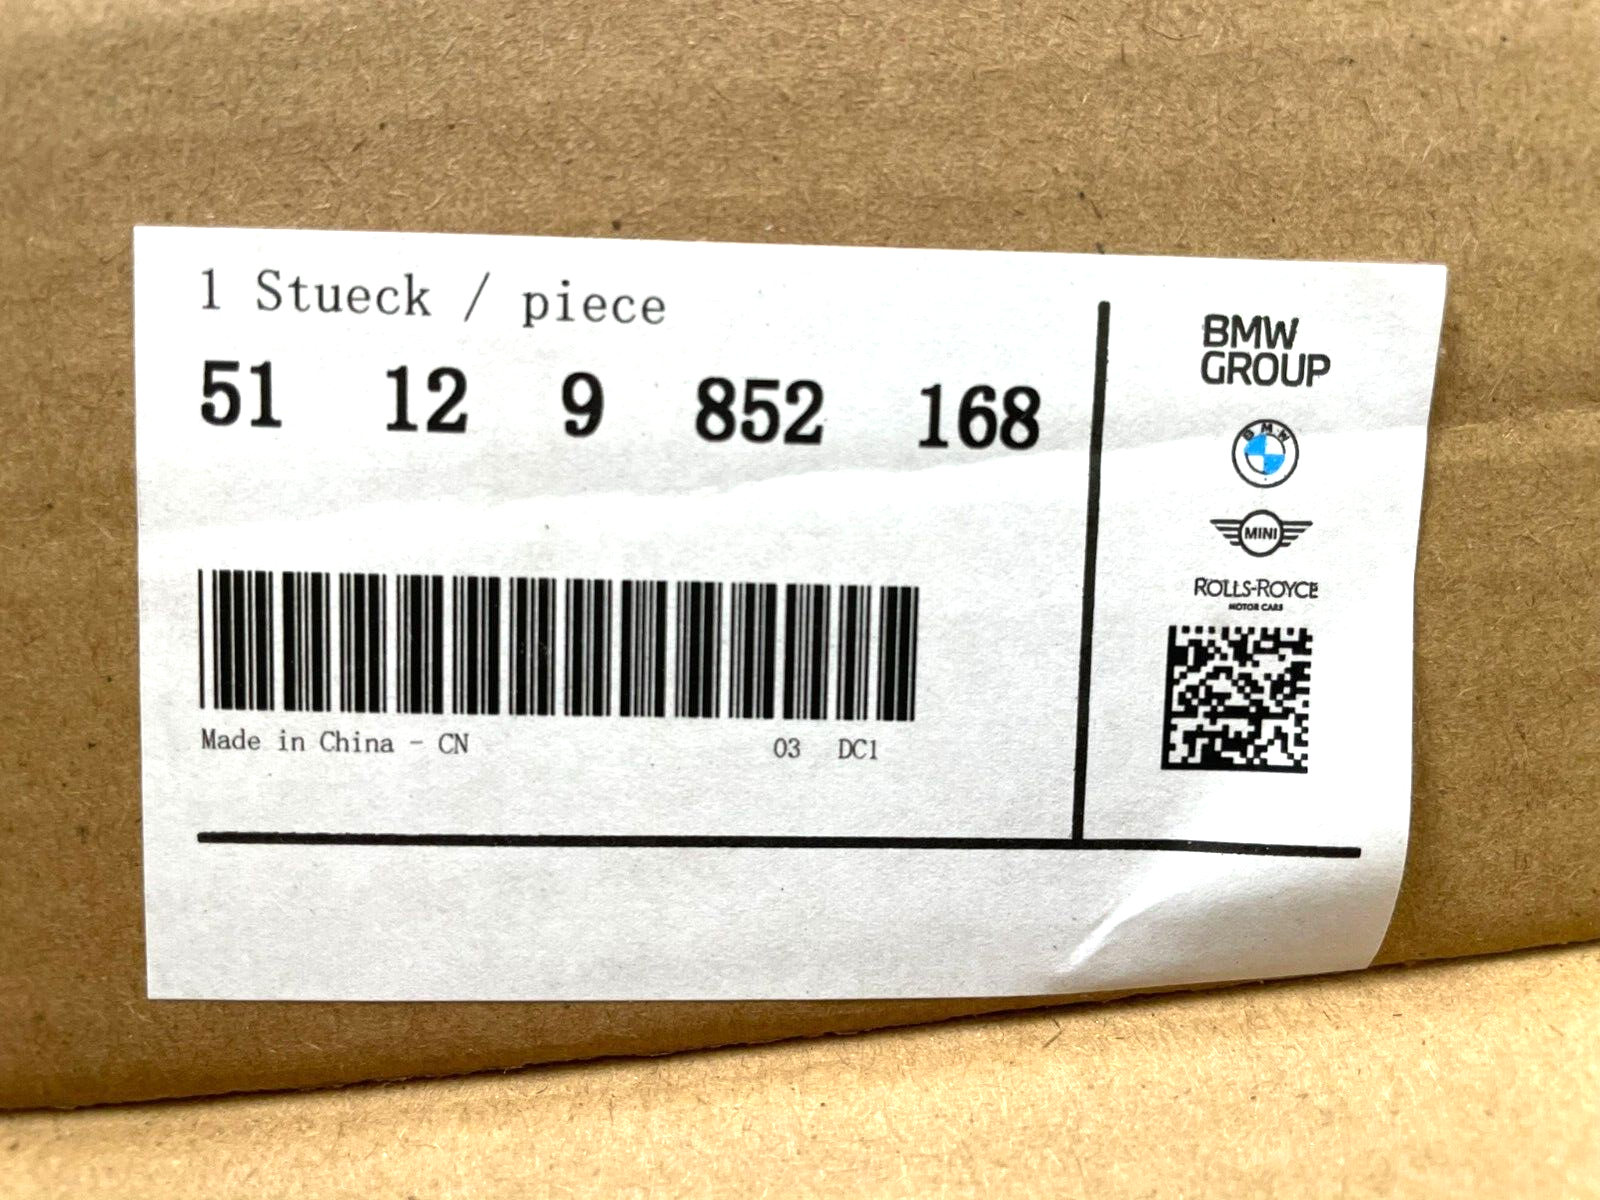 1 Stueck / piece
51 12 9 852 168
Made in China - CN 03 DC1
BMW
GROUP
BMW
MINI
ROLLS-ROYCE
MOTOR CARS